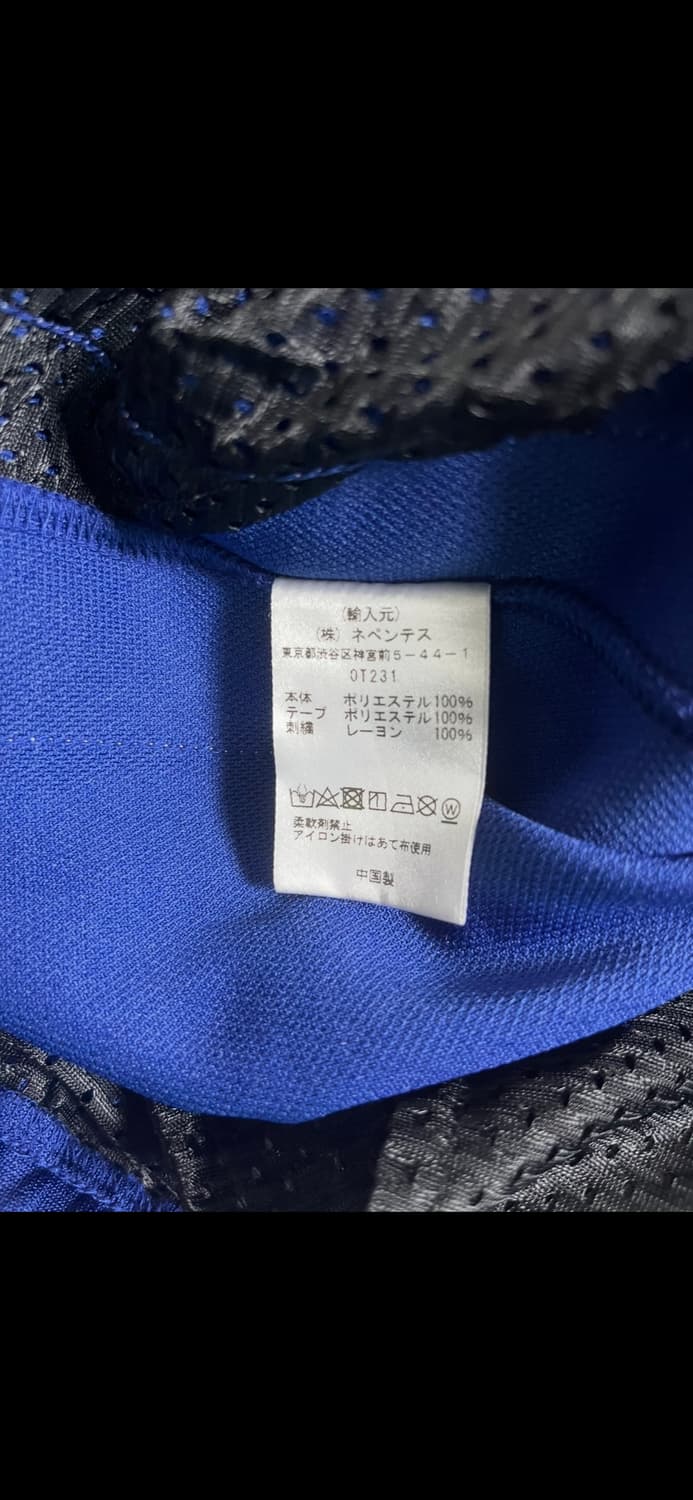 (輸入元)
(株) ネペンテス
東京都渋谷区神宮前5-44-1
OT231
本体 ポリエステル100%
テープ ポリエステル100%
刺繍 レーヨン 100%
W
柔軟剤禁止
アイロン掛けはあて布使用
中国製